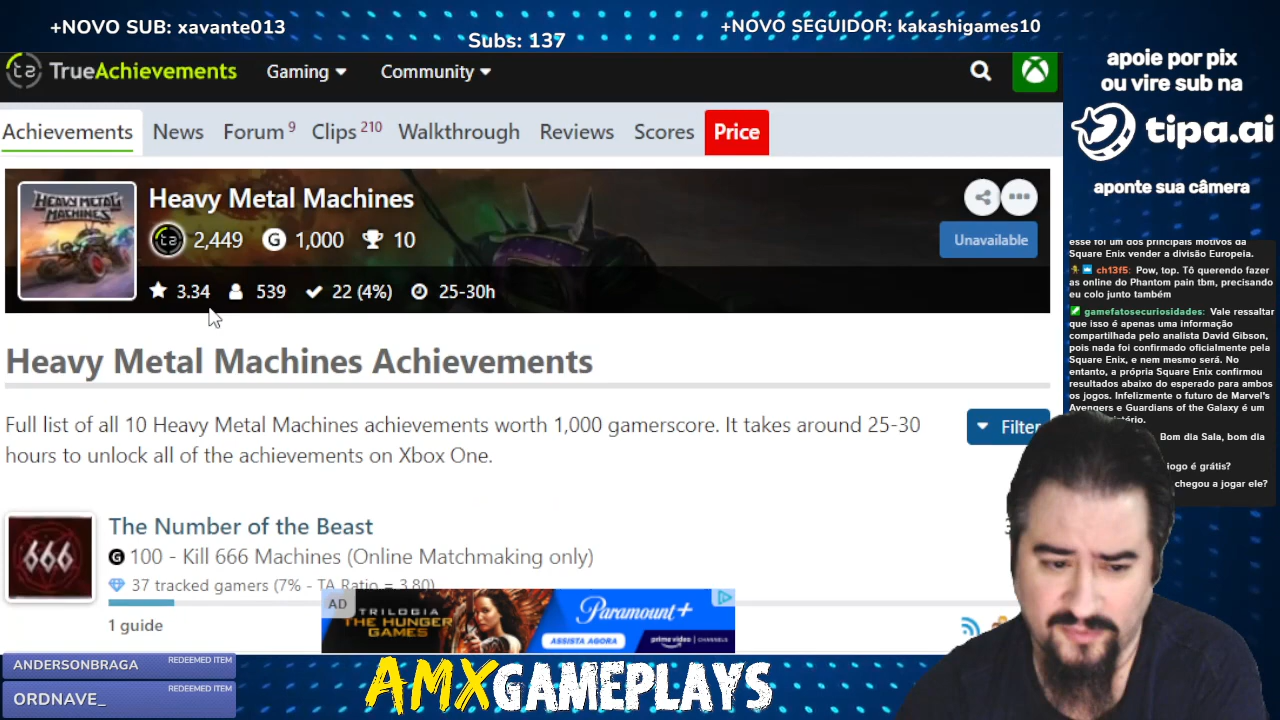 +NOVO SUB: xavante013
Subs: 137
+NOVO SEGUIDOR: kakashigames10
TrueAchievements
Gaming
Community
Achievements News Forum 9 Clips 210 Walkthrough Reviews Scores Price
HEAVY METAL
MACHINES
Heavy Metal Machines
2,449 G 1,000 10
Unavailable
3.34 539 22 (4%) 25-30h
Heavy Metal Machines Achievements
Full list of all 10 Heavy Metal Machines achievements worth 1,000 gamerscore. It takes around 25-30
hours to unlock all of the achievements on Xbox One.
Filter
666
The Number of the Beast
G 100 - Kill 666 Machines (Online Matchmaking only)
37 tracked gamers (7% - TA Ratio = 3.80)
1 guide
AD
TRILOGIA
THE HUNGER
GAMES
Paramount+
ASSISTA AGORA
prime video | CHANNELS
ANDERSONBRAGA REDEEMED ITEM
ORDNAVE_ REDEEMED ITEM
AMXGAMEPLAYS
apoie por pix
ou vire sub na
tipa.ai
aponte sua câmera
esse foi um dos principais motivos da
Square Enix vender a divisão Europeia.
ch13f5: Pow, top. Tô querendo fazer
as online do Phantom pain tbm, precisando
eu colo junto também
gamefatosecuriosidades: Vale ressaltar
que isso é apenas uma informação
compartilhada pelo analista David Gibson,
pois nada foi confirmado oficialmente pela
Square Enix, e nem mesmo será. No
entanto, a própria Square Enix confirmou
resultados abaixo do esperado para ambos
os jogos. Infelizmente o futuro de Marvel's
Avengers e Guardians of the Galaxy é um
Bom dia Sala, bom dia
jogo é grátis?
chegou a jogar ele?